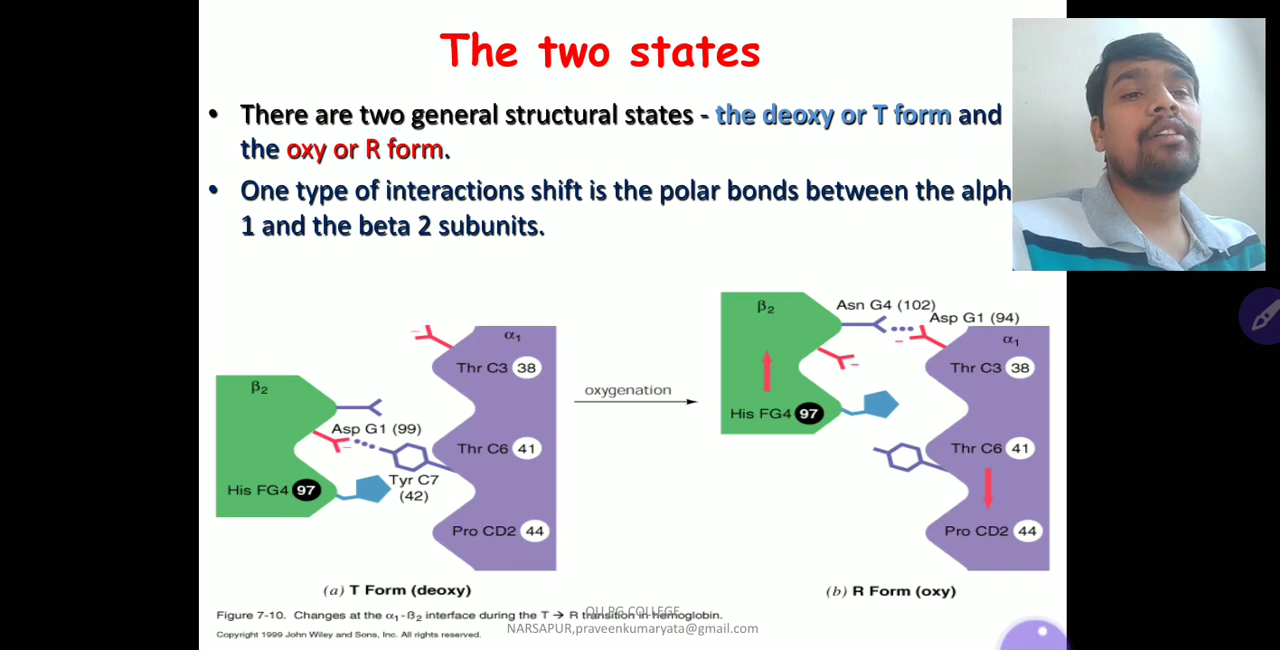 The two states
• There are two general structural states - the deoxy or T form and
the oxy or R form.
• One type of interactions shift is the polar bonds between the alph
1 and the beta 2 subunits.
β2
Asp G1 (99)
His FG4 97
Tyr C7
(42)
α1
Thr C3 38
Thr C6 41
Pro CD2 44
(a) T Form (deoxy)
oxygenation
β2
Asn G4 (102)
Asp G1 (94)
His FG4 97
α1
Thr C3 38
Thr C6 41
Pro CD2 44
(b) R Form (oxy)
Figure 7-10. Changes at the α1-β2 interface during the T → R transition in hemoglobin.
Copyright 1999 John Wiley and Sons, Inc. All rights reserved.
OU PG COLLEGE
NARSAPUR,praveenkumaryata@gmail.com